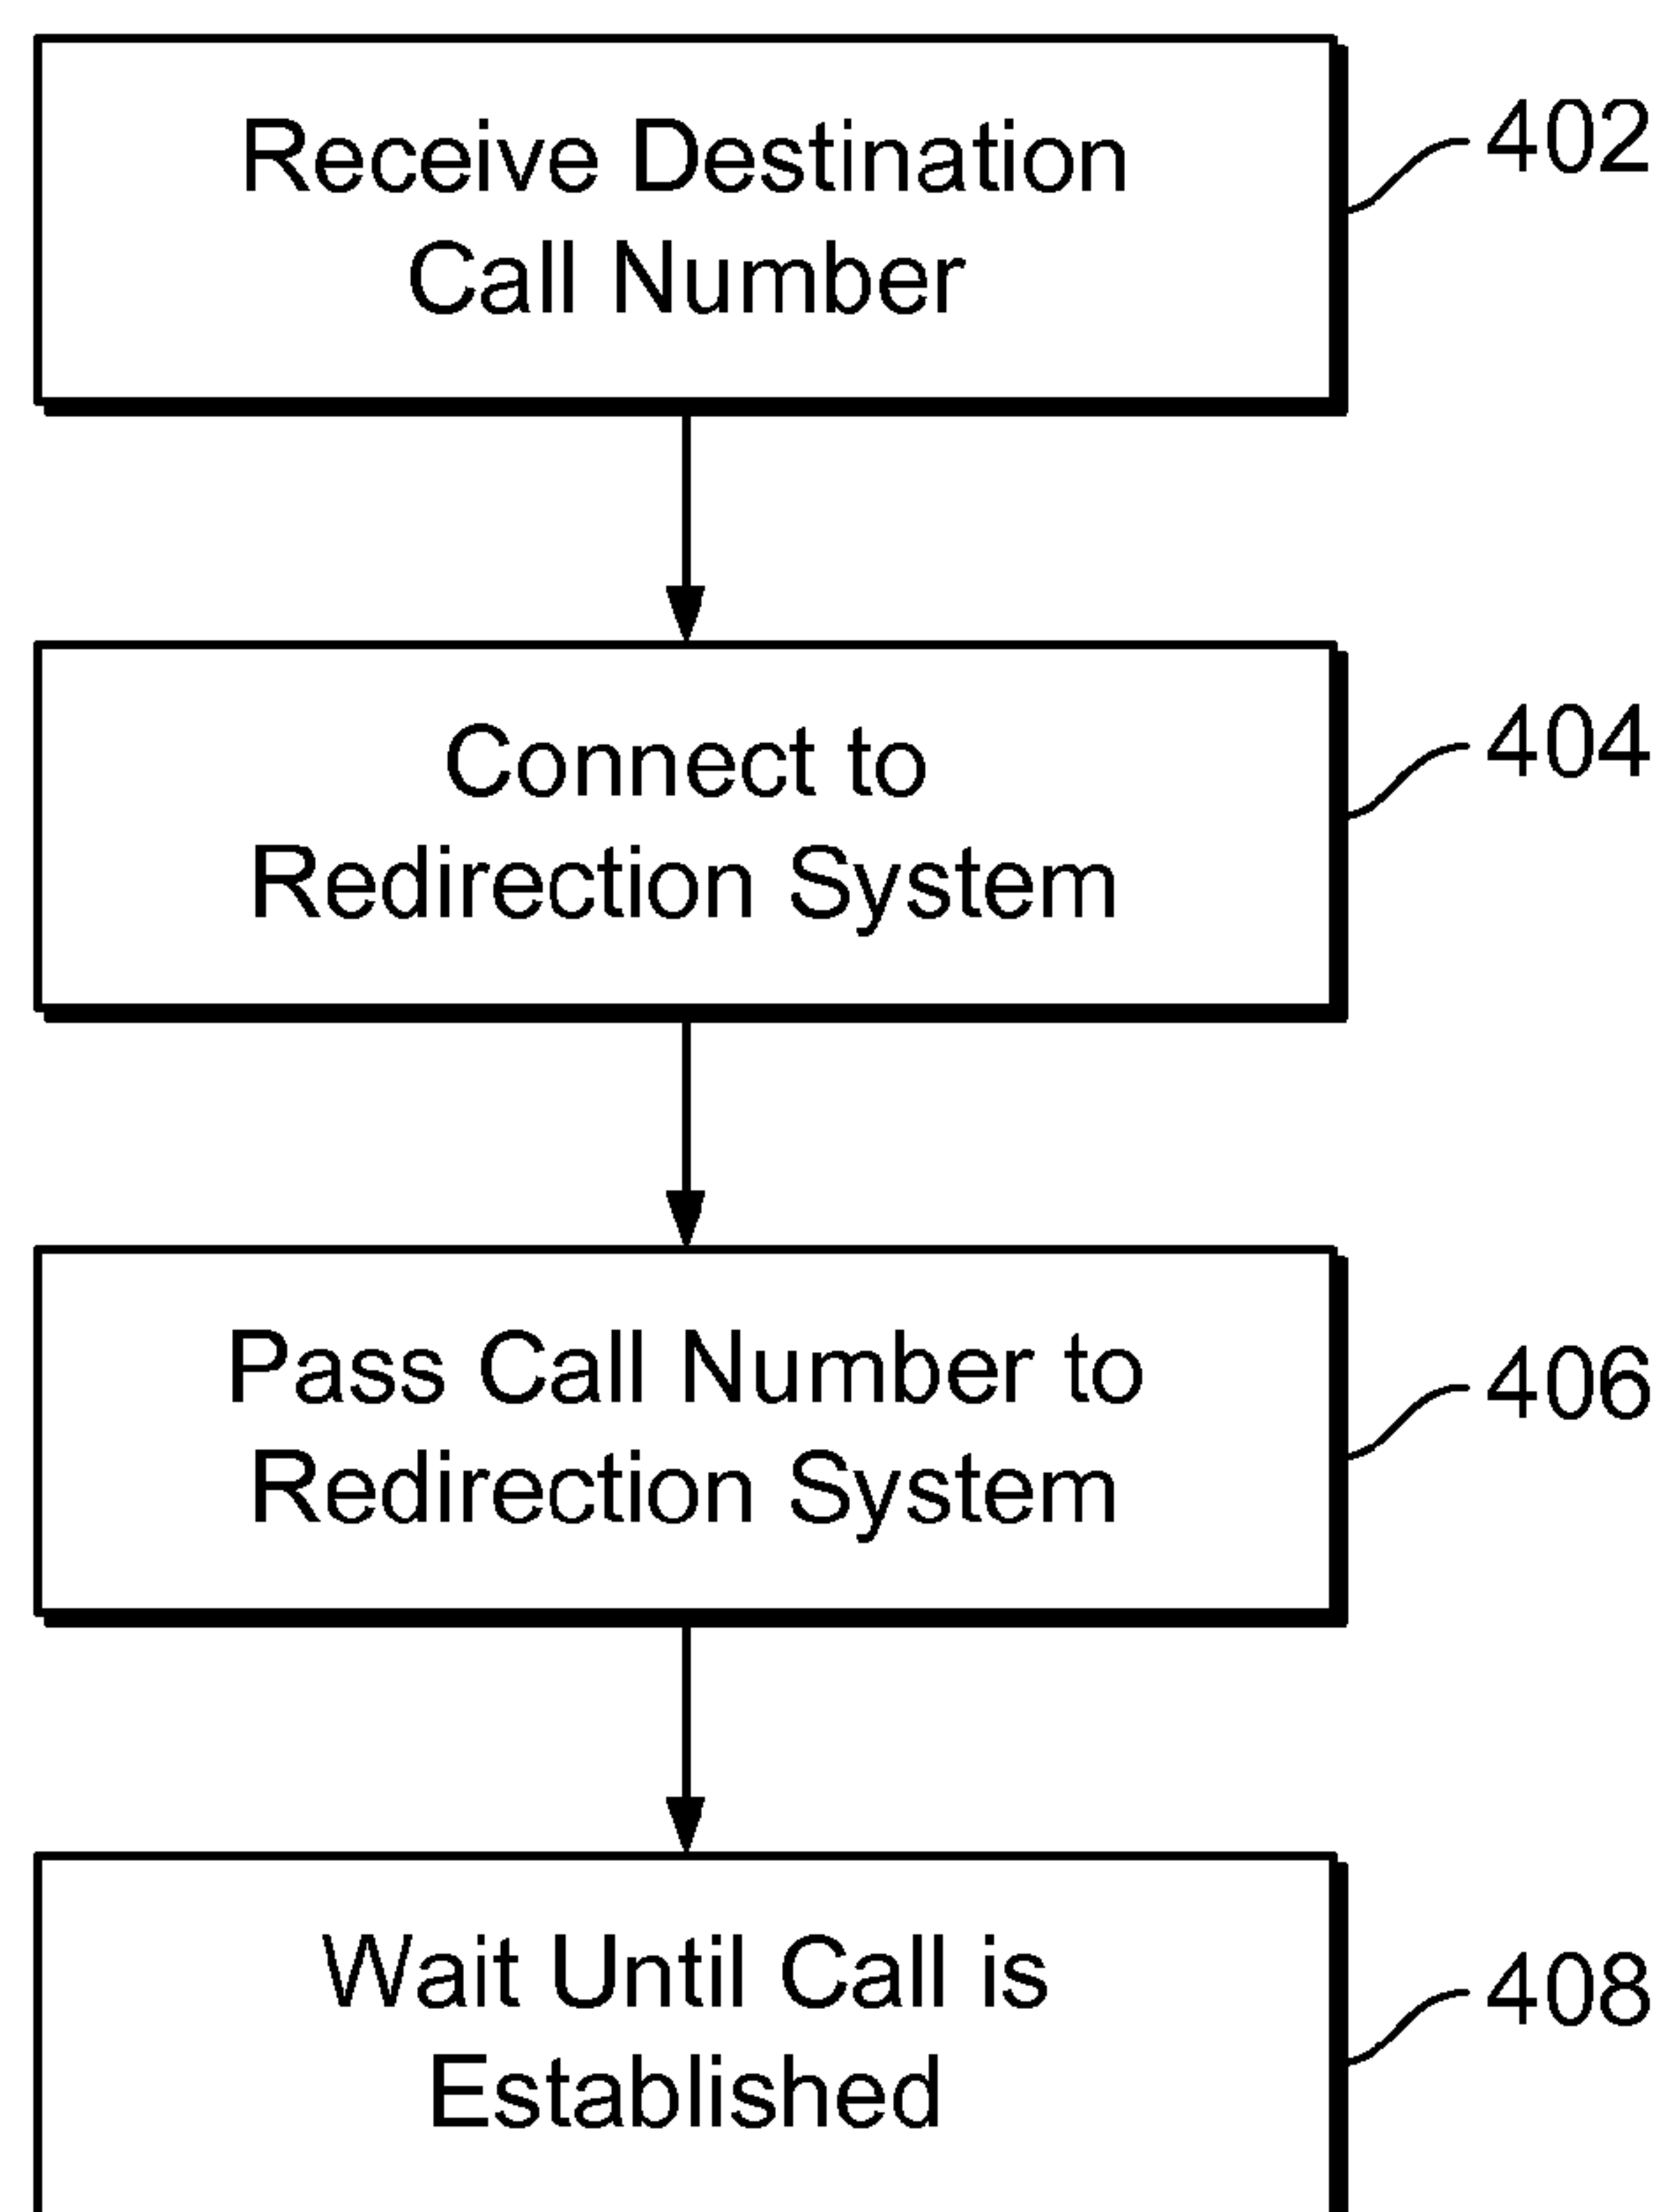 Receive Destination
Call Number
402
Connect to
Redirection System
404
Pass Call Number to
Redirection System
406
Wait Until Call is
Established
408